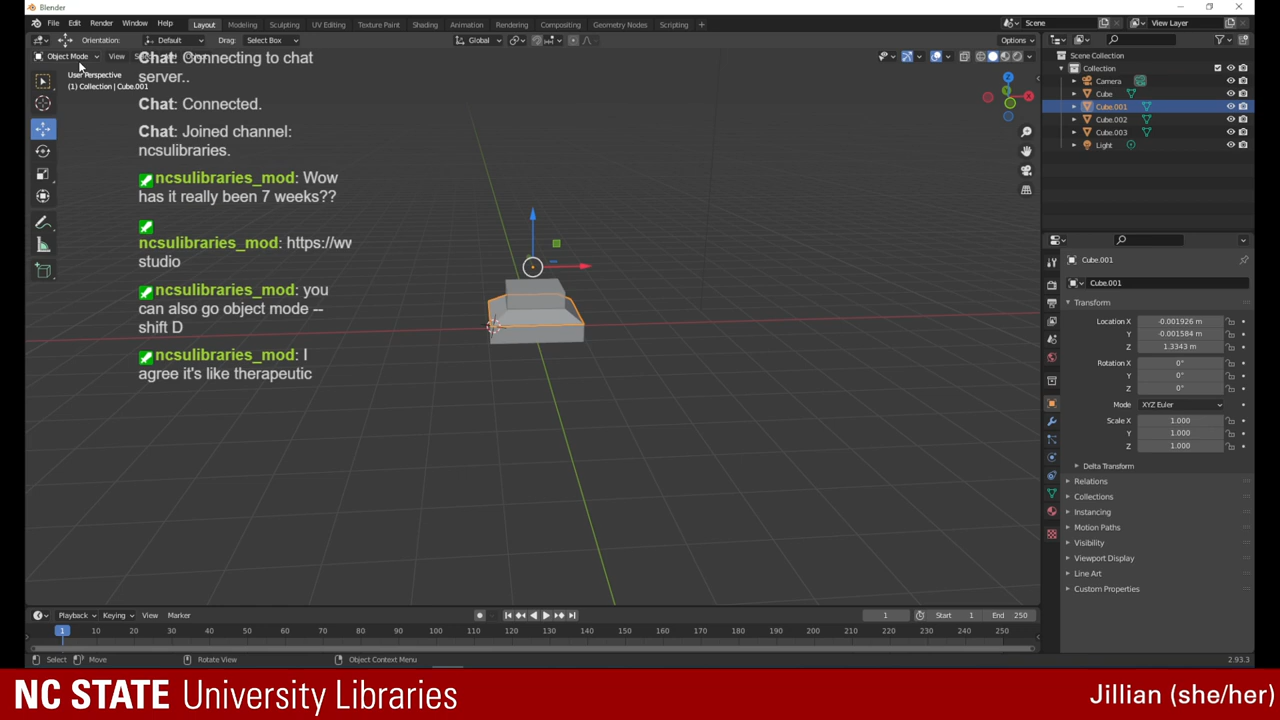 Blender
File Edit Render Window Help Layout Modeling Sculpting UV Editing Texture Paint Shading Animation Rendering Compositing Geometry Nodes Scripting + Scene View Layer
Orientation: Default Drag: Select Box Global Options
Object Mode View
User Perspective
(1) Collection | Cube.001
Chat: Connecting to chat
server..
Chat: Connected.
Chat: Joined channel:
ncsulibraries.
ncsulibraries_mod: Wow
has it really been 7 weeks??
ncsulibraries_mod: https://wv
studio
ncsulibraries_mod: you
can also go object mode --
shift D
ncsulibraries_mod: I
agree it's like therapeutic
Scene Collection
Collection
Camera
Cube
Cube.001
Cube.002
Cube.003
Light
Cube.001
Cube.001
Transform
Location X -0.001926 m
Y -0.001584 m
Z 1.3343 m
Rotation X 0°
Y 0°
Z 0°
Mode XYZ Euler
Scale X 1.000
Y 1.000
Z 1.000
Delta Transform
Relations
Collections
Instancing
Motion Paths
Visibility
Viewport Display
Line Art
Custom Properties
Playback Keying View Marker 1 Start 1 End 250
1 10 20 30 40 50 60 70 80 90 100 110 120 130 140 150 160 170 180 190 200 210 220 230 240 250
Select Move Rotate View Object Context Menu 2.93.3
NC STATE University Libraries
Jillian (she/her)